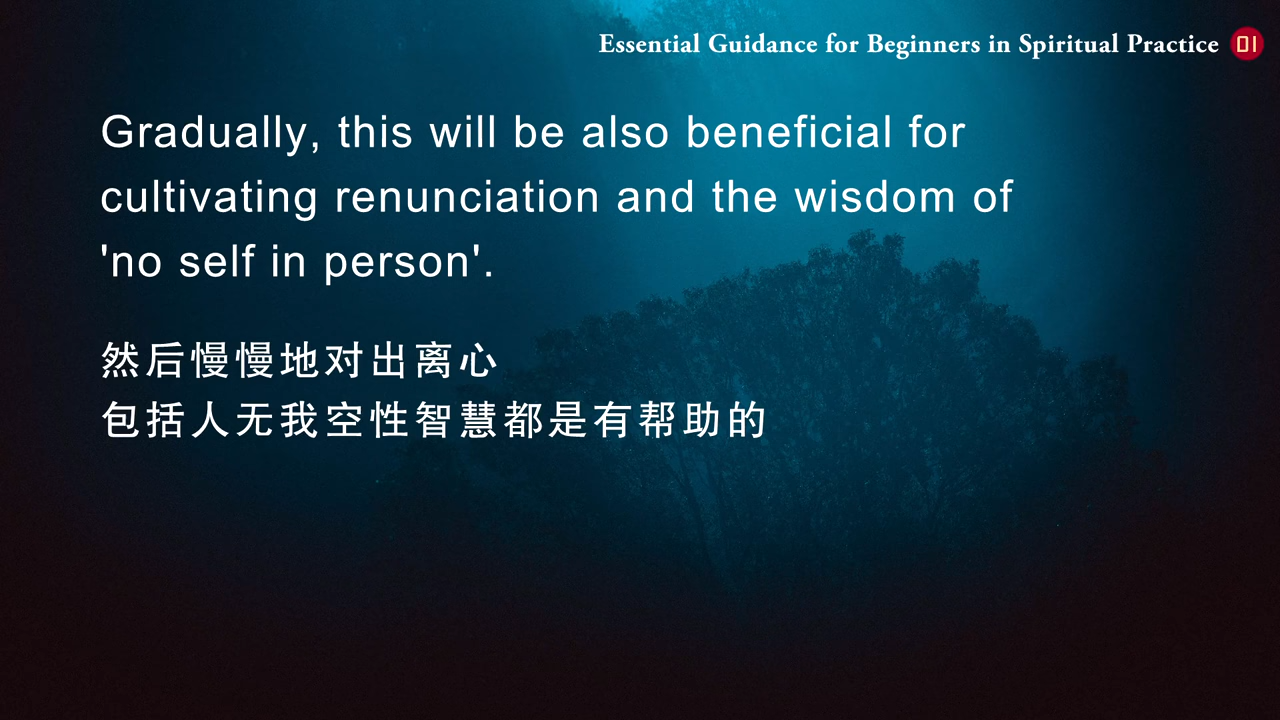 Essential Guidance for Beginners in Spiritual Practice 01
Gradually, this will be also beneficial for
cultivating renunciation and the wisdom of
'no self in person'.
然后慢慢地对出离心
包括人无我空性智慧都是有帮助的